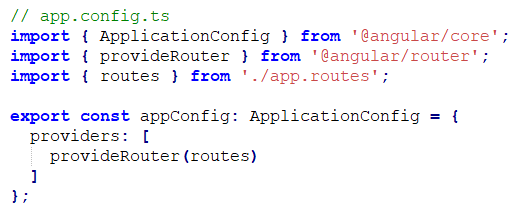 // app.config.ts
import { ApplicationConfig } from '@angular/core';
import { provideRouter } from '@angular/router';
import { routes } from './app.routes';

export const appConfig: ApplicationConfig = {
  providers: [
    provideRouter(routes)
  ]
};